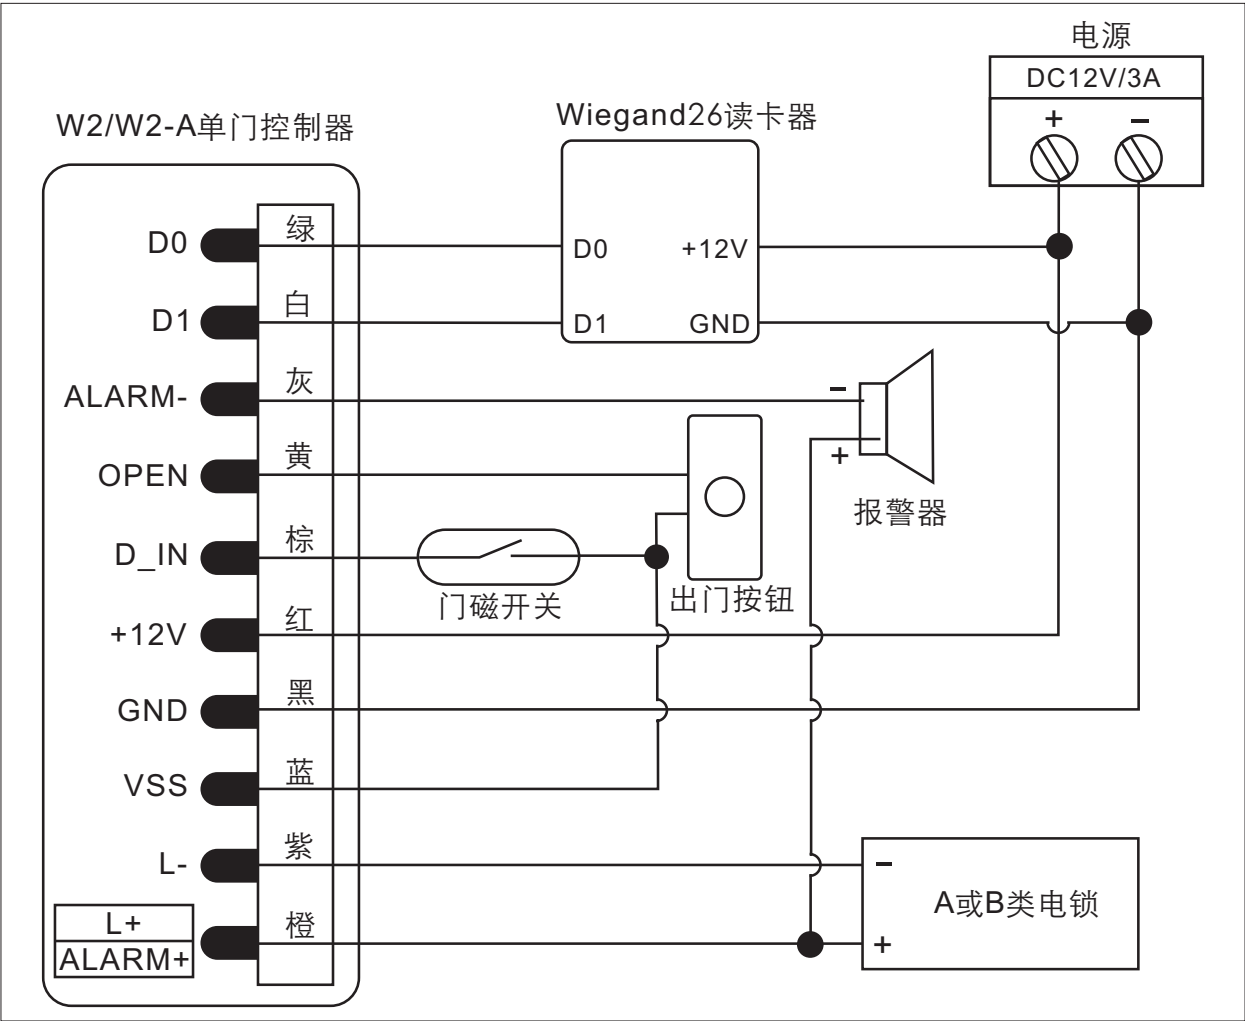 电源
DC12V/3A
+ −
W2/W2-A单门控制器
Wiegand26读卡器
D0 绿
D0 +12V
D1 白
D1 GND
ALARM- 灰
−
+
报警器
OPEN 黄
出门按钮
D_IN 棕
门磁开关
+12V 红
GND 黑
VSS 蓝
L- 紫
−
A或B类电锁
+
L+
ALARM+
橙